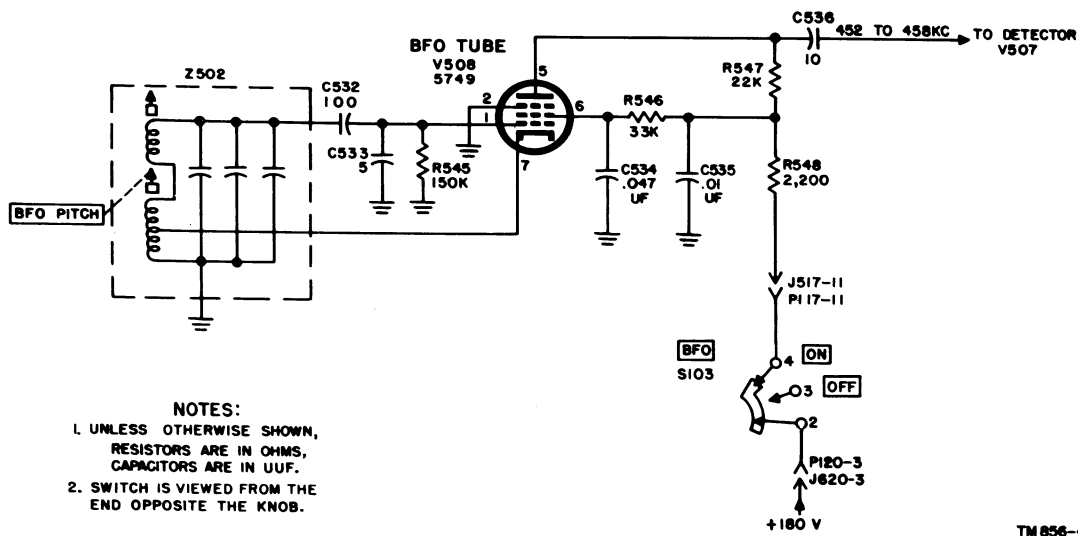 C536
452 TO 458KC
TO DETECTOR
V507
10
BFO TUBE
V508
5749
5
R547
22K
Z502
C532
100
2
1
6
7
R546
33K
C533
5
R545
150K
C534
.047
UF
C535
.01
UF
R548
2,200
BFO PITCH
J517-11
P117-11
BFO
S103
4
ON
3
OFF
2
P120-3
J620-3
+180 V
NOTES:
1. UNLESS OTHERWISE SHOWN,
RESISTORS ARE IN OHMS,
CAPACITORS ARE IN UUF.
2. SWITCH IS VIEWED FROM THE
END OPPOSITE THE KNOB.
TM856-